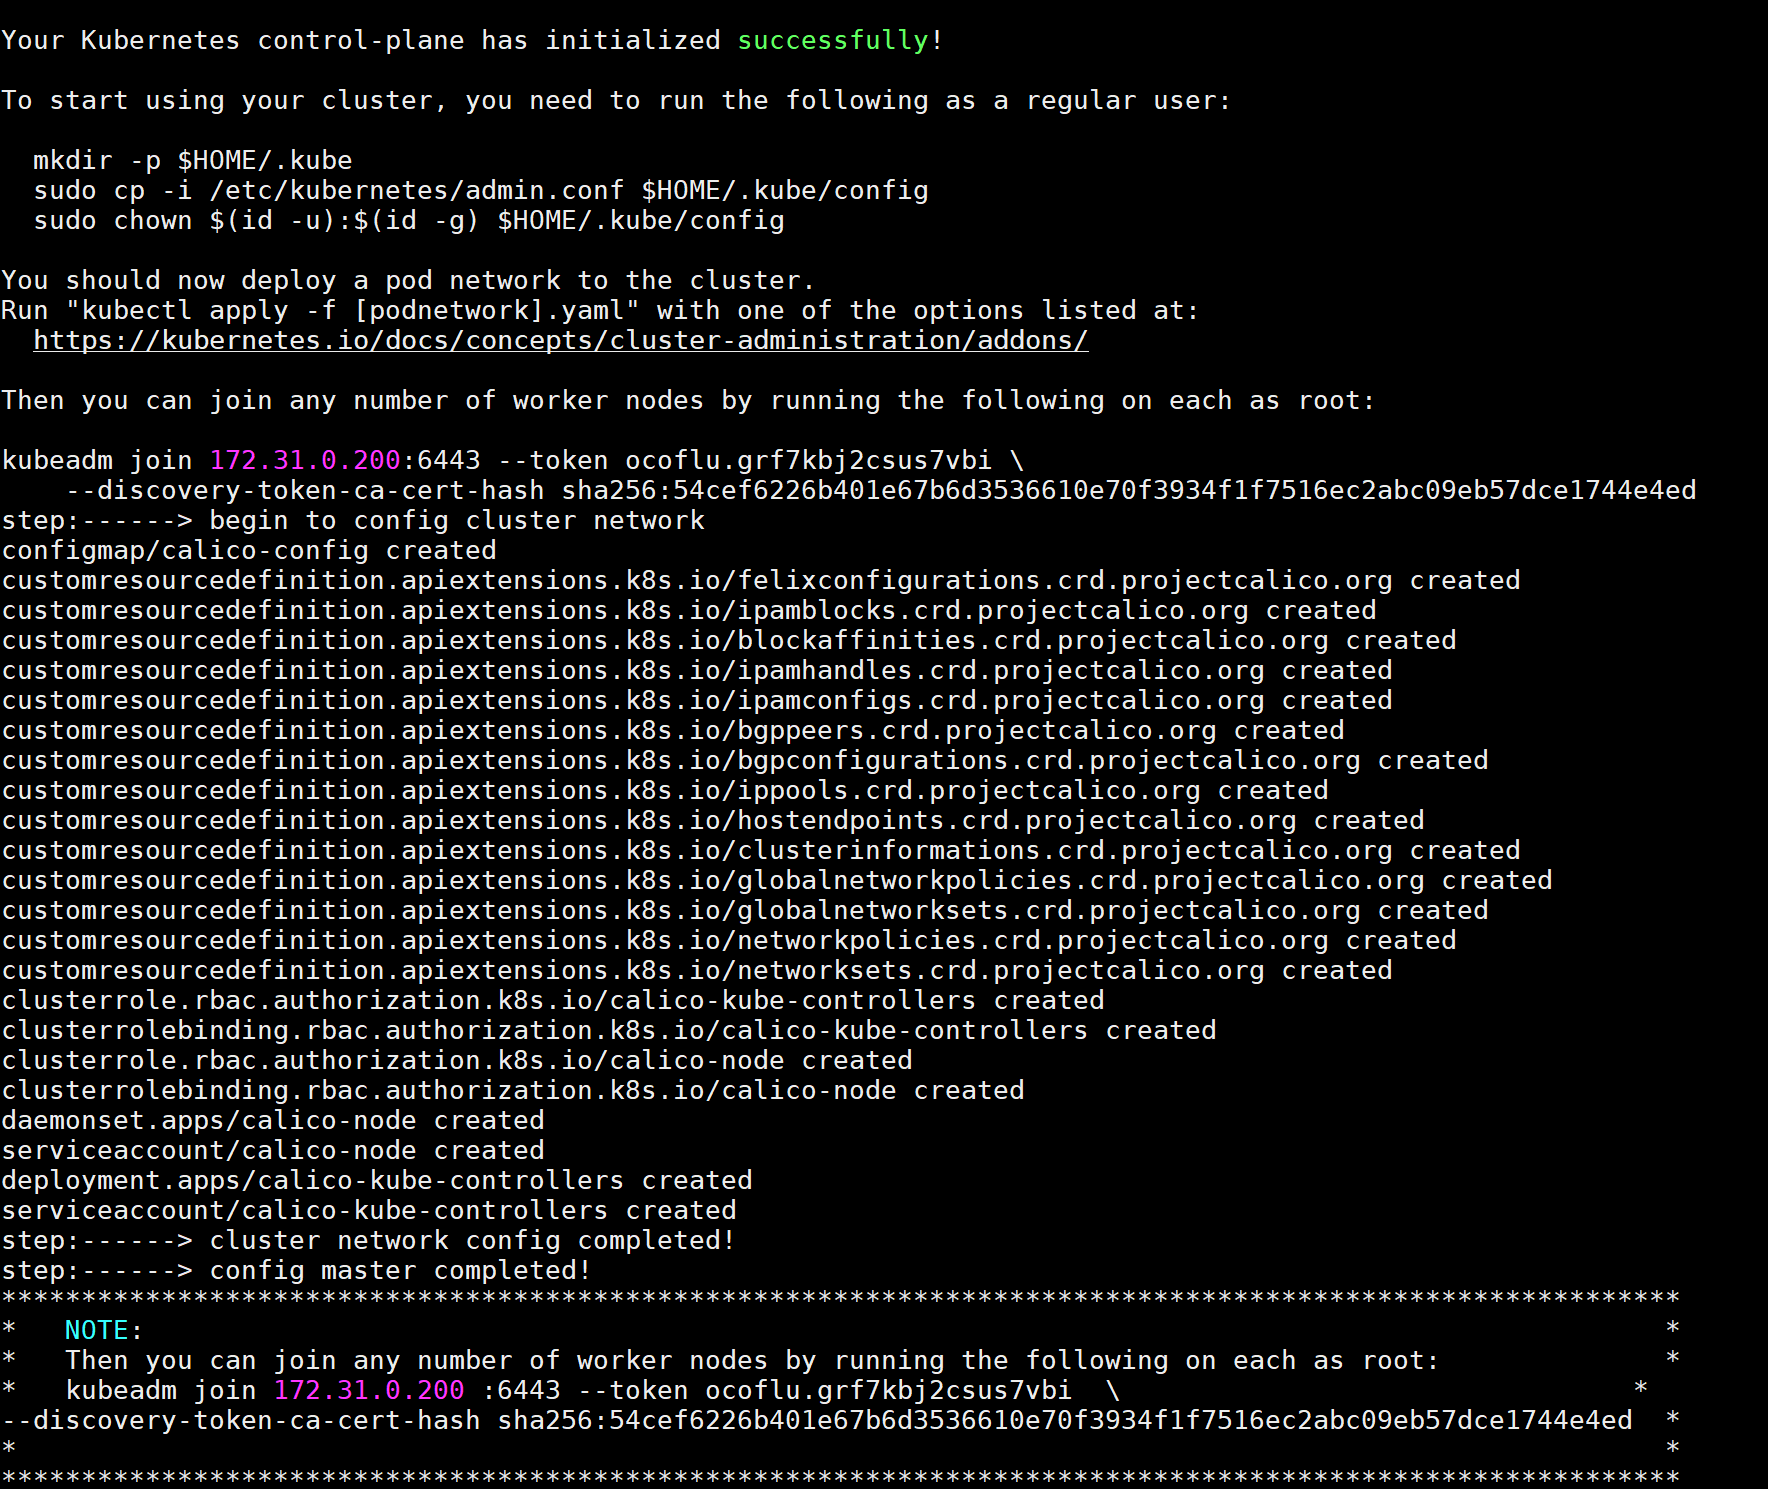 Your Kubernetes control-plane has initialized successfully!
To start using your cluster, you need to run the following as a regular user:
mkdir -p $HOME/.kube
sudo cp -i /etc/kubernetes/admin.conf $HOME/.kube/config
sudo chown $(id -u):$(id -g) $HOME/.kube/config
You should now deploy a pod network to the cluster.
Run "kubectl apply -f [podnetwork].yaml" with one of the options listed at:
https://kubernetes.io/docs/concepts/cluster-administration/addons/
Then you can join any number of worker nodes by running the following on each as root:
kubeadm join 172.31.0.200:6443 --token ocoflu.grf7kbj2csus7vbi \
--discovery-token-ca-cert-hash sha256:54cef6226b401e67b6d3536610e70f3934f1f7516ec2abc09eb57dce1744e4ed
step:------> begin to config cluster network
configmap/calico-config created
customresourcedefinition.apiextensions.k8s.io/felixconfigurations.crd.projectcalico.org created
customresourcedefinition.apiextensions.k8s.io/ipamblocks.crd.projectcalico.org created
customresourcedefinition.apiextensions.k8s.io/blockaffinities.crd.projectcalico.org created
customresourcedefinition.apiextensions.k8s.io/ipamhandles.crd.projectcalico.org created
customresourcedefinition.apiextensions.k8s.io/ipamconfigs.crd.projectcalico.org created
customresourcedefinition.apiextensions.k8s.io/bgppeers.crd.projectcalico.org created
customresourcedefinition.apiextensions.k8s.io/bgpconfigurations.crd.projectcalico.org created
customresourcedefinition.apiextensions.k8s.io/ippools.crd.projectcalico.org created
customresourcedefinition.apiextensions.k8s.io/hostendpoints.crd.projectcalico.org created
customresourcedefinition.apiextensions.k8s.io/clusterinformations.crd.projectcalico.org created
customresourcedefinition.apiextensions.k8s.io/globalnetworkpolicies.crd.projectcalico.org created
customresourcedefinition.apiextensions.k8s.io/globalnetworksets.crd.projectcalico.org created
customresourcedefinition.apiextensions.k8s.io/networkpolicies.crd.projectcalico.org created
customresourcedefinition.apiextensions.k8s.io/networksets.crd.projectcalico.org created
clusterrole.rbac.authorization.k8s.io/calico-kube-controllers created
clusterrolebinding.rbac.authorization.k8s.io/calico-kube-controllers created
clusterrole.rbac.authorization.k8s.io/calico-node created
clusterrolebinding.rbac.authorization.k8s.io/calico-node created
daemonset.apps/calico-node created
serviceaccount/calico-node created
deployment.apps/calico-kube-controllers created
serviceaccount/calico-kube-controllers created
step:------> cluster network config completed!
step:------> config master completed!
*********************************************************************************************************
*   NOTE:                                                                                               *
*   Then you can join any number of worker nodes by running the following on each as root:              *
*   kubeadm join 172.31.0.200 :6443 --token ocoflu.grf7kbj2csus7vbi  \                                *
--discovery-token-ca-cert-hash sha256:54cef6226b401e67b6d3536610e70f3934f1f7516ec2abc09eb57dce1744e4ed  *
*                                                                                                       *
*********************************************************************************************************